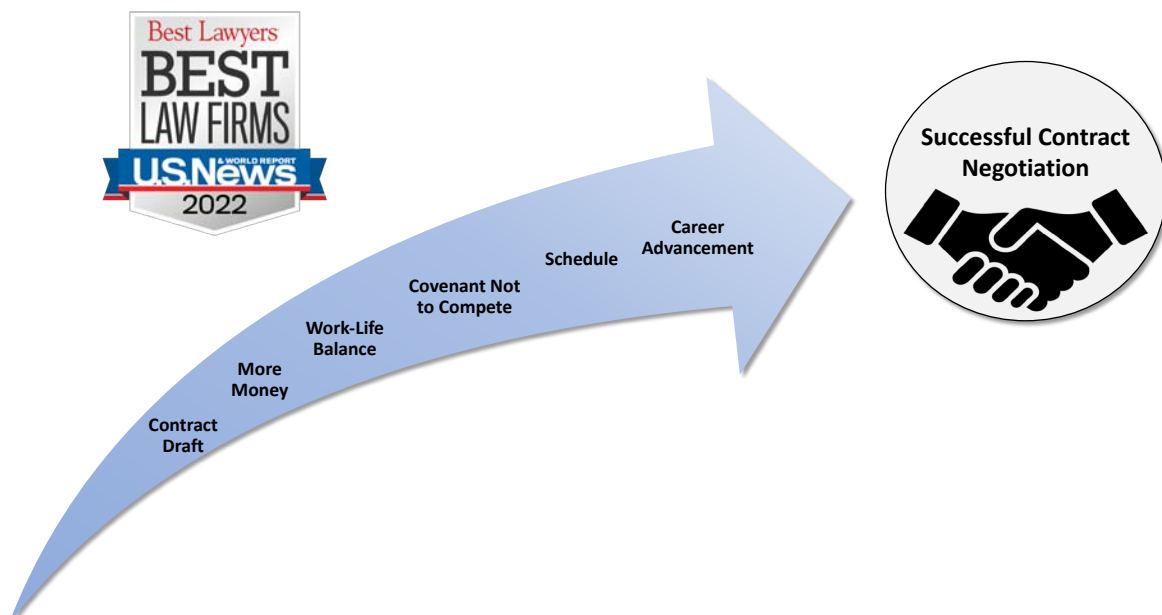 Best Lawyers
BEST
LAW FIRMS
U.S.News
& WORLD REPORT
2022
Successful Contract
Negotiation
Career
Advancement
Schedule
Covenant Not
to Compete
Work-Life
Balance
More
Money
Contract
Draft